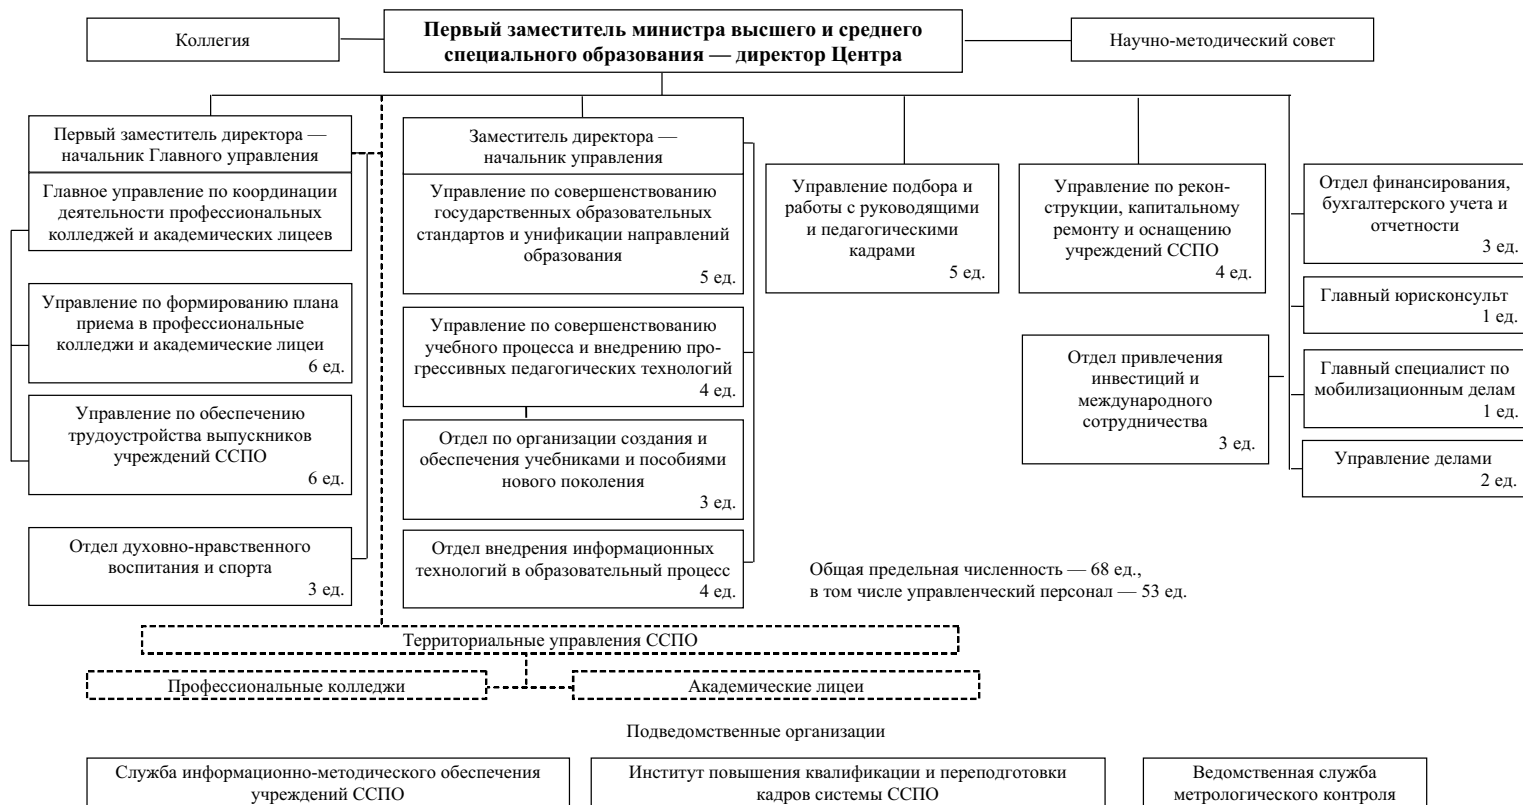 Коллегия
Первый заместитель министра высшего и среднего
специального образования — директор Центра
Научно-методический совет
Первый заместитель директора —
начальник Главного управления
Главное управление по координации
деятельности профессиональных
колледжей и академических лицеев
Управление по формированию плана
приема в профессиональные
колледжи и академические лицеи
6 ед.
Управление по обеспечению
трудоустройства выпускников
учреждений ССПО
6 ед.
Отдел духовно-нравственного
воспитания и спорта
3 ед.
Заместитель директора —
начальник управления
Управление по совершенствованию
государственных образовательных
стандартов и унификации направлений
образования
5 ед.
Управление по совершенствованию
учебного процесса и внедрению про-
грессивных педагогических технологий
4 ед.
Отдел по организации создания и
обеспечения учебниками и пособиями
нового поколения
3 ед.
Отдел внедрения информационных
технологий в образовательный процесс
4 ед.
Управление подбора и
работы с руководящими
и педагогическими
кадрами
5 ед.
Управление по рекон-
струкции, капитальному
ремонту и оснащению
учреждений ССПО
4 ед.
Отдел привлечения
инвестиций и
международного
сотрудничества
3 ед.
Отдел финансирования,
бухгалтерского учета и
отчетности
3 ед.
Главный юрисконсульт
1 ед.
Главный специалист по
мобилизационным делам
1 ед.
Управление делами
2 ед.
Общая предельная численность — 68 ед.,
в том числе управленческий персонал — 53 ед.
Территориальные управления ССПО
Профессиональные колледжи
Академические лицеи
Подведомственные организации
Служба информационно-методического обеспечения
учреждений ССПО
Институт повышения квалификации и переподготовки
кадров системы ССПО
Ведомственная служба
метрологического контроля